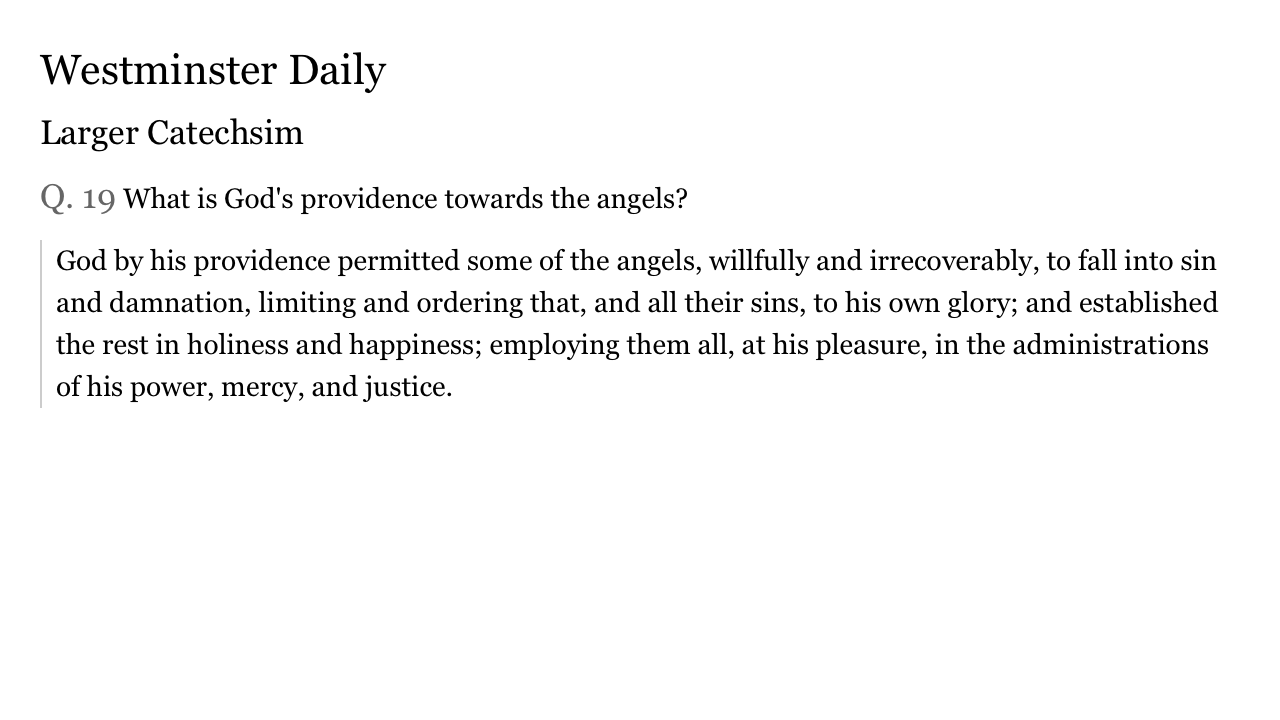 Westminster Daily
Larger Catechsim
Q. 19 What is God's providence towards the angels?
God by his providence permitted some of the angels, willfully and irrecoverably, to fall into sin
and damnation, limiting and ordering that, and all their sins, to his own glory; and established
the rest in holiness and happiness; employing them all, at his pleasure, in the administrations
of his power, mercy, and justice.